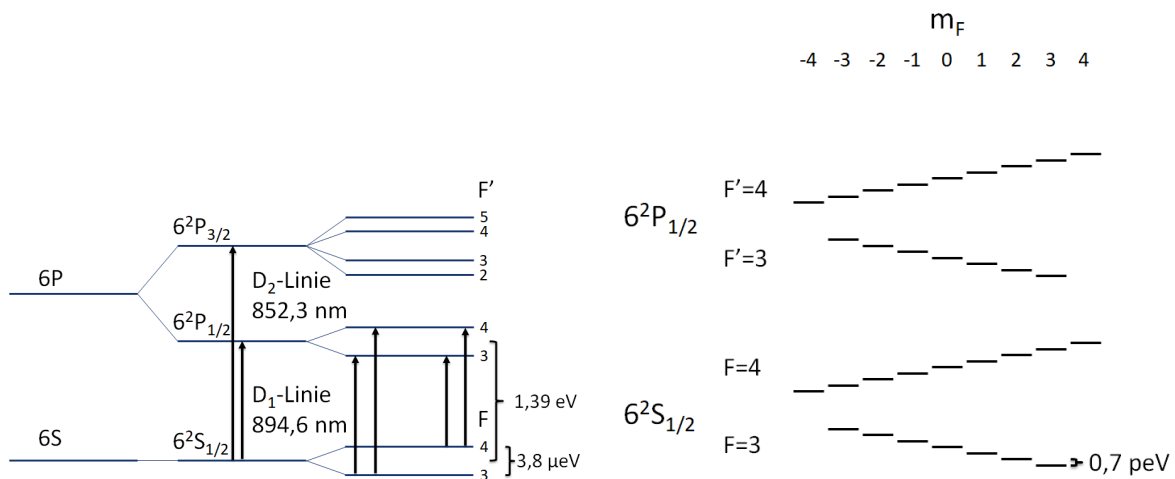 m_F
-4 -3 -2 -1 0 1 2 3 4
F'
5
6²P₃/₂
4
F'=4
6P
3
6²P₁/₂
2
D₂-Linie
852,3 nm
F'=3
6²P₁/₂
4
3
F=4
D₁-Linie
894,6 nm
F
1,39 eV
6²S₁/₂
6S
6²S₁/₂
4
3,8 µeV
3
F=3
0,7 peV